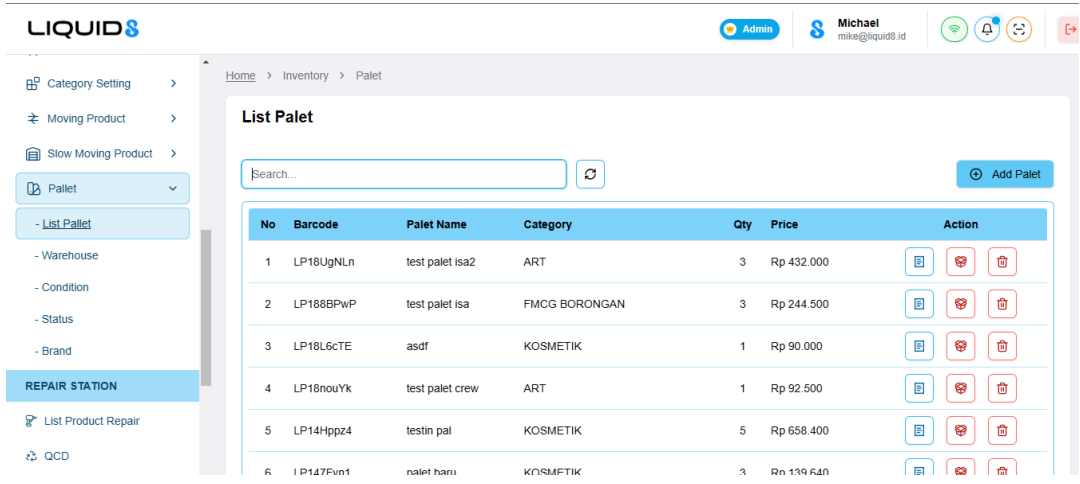 LIQUID8
Admin
Michael
mike@liquid8.id
Category Setting
Moving Product
Slow Moving Product
Pallet
- List Pallet
- Warehouse
- Condition
- Status
- Brand
REPAIR STATION
List Product Repair
QCD
Home > Inventory > Palet
List Palet
Search...
Add Palet
No Barcode Palet Name Category Qty Price Action
1 LP18UgNLn test palet isa2 ART 3 Rp 432.000
2 LP188BPwP test palet isa FMCG BORONGAN 3 Rp 244.500
3 LP18L6cTE asdf KOSMETIK 1 Rp 90.000
4 LP18nouYk test palet crew ART 1 Rp 92.500
5 LP14Hppz4 testin pal KOSMETIK 5 Rp 658.400
6 palet baru KOSMETIK 3 Rp 139.640